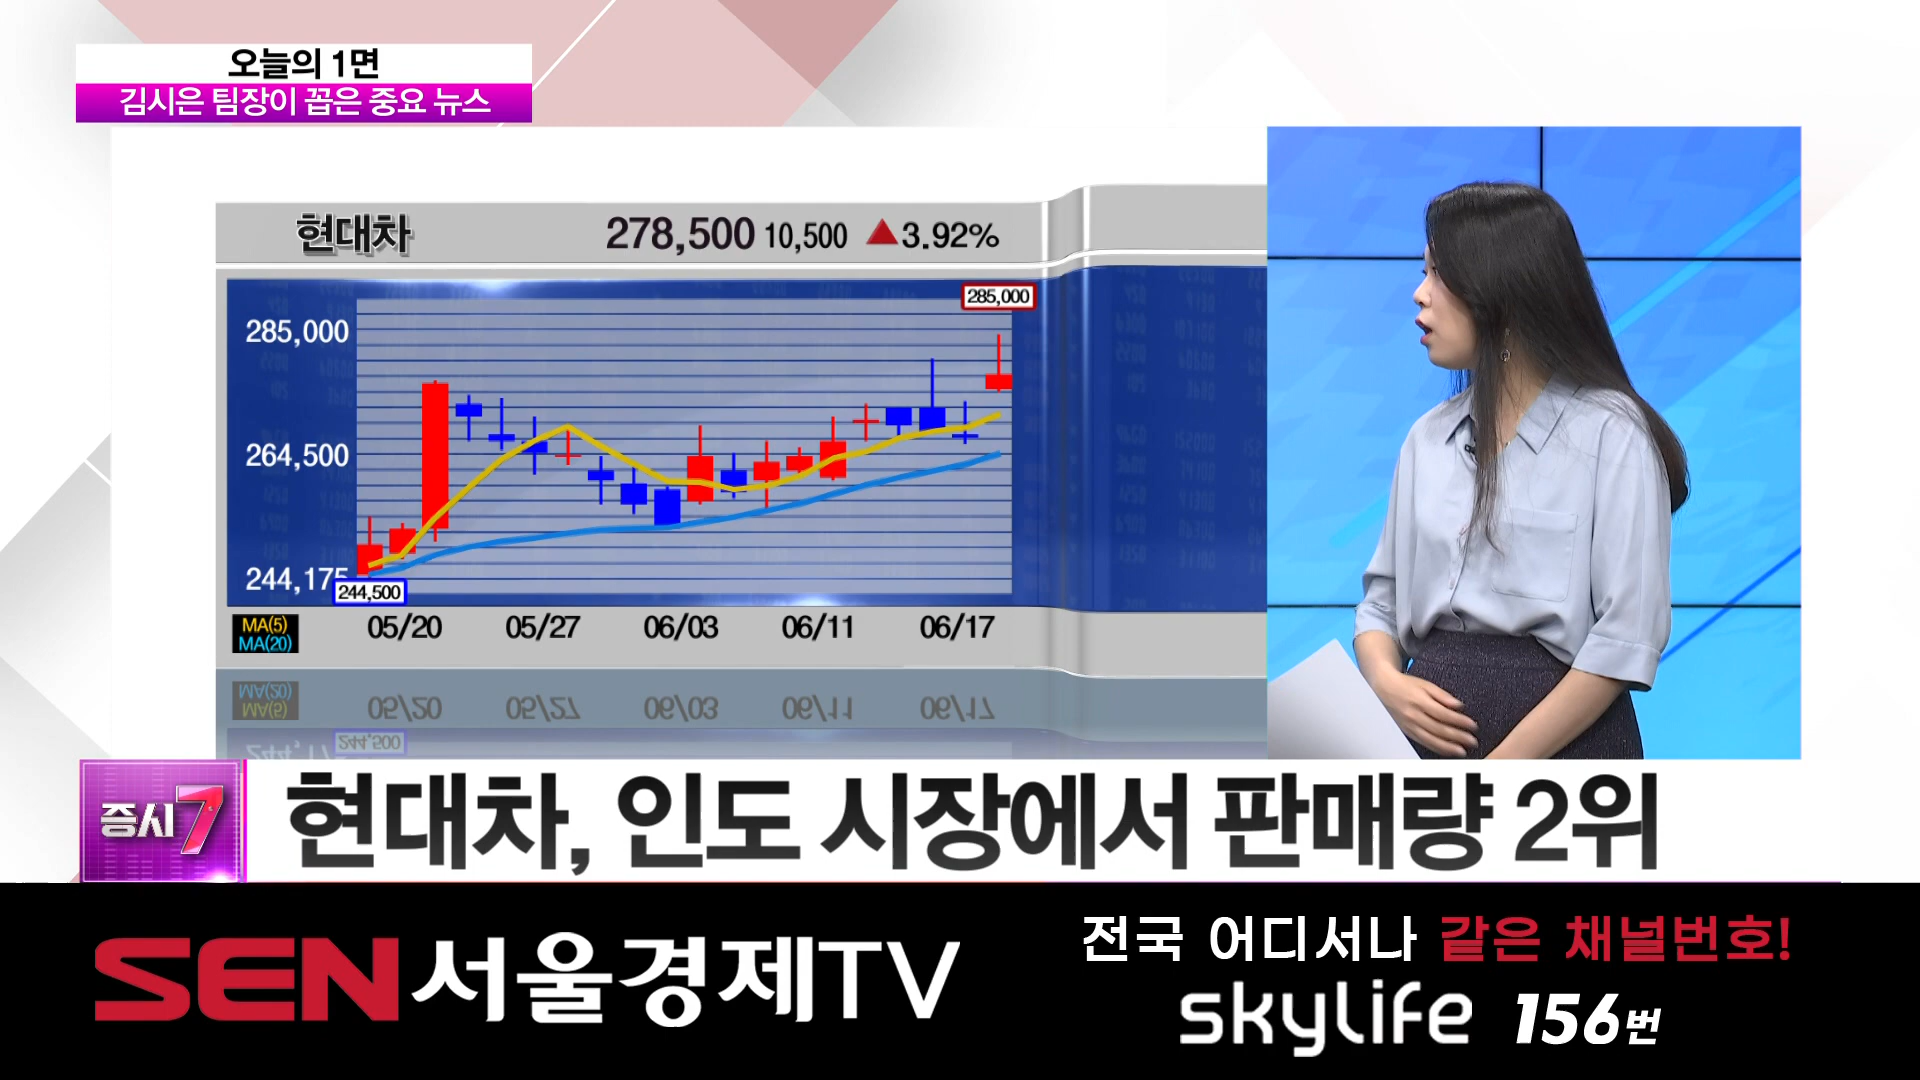 오늘의 1면
김시은 팀장이 꼽은 중요 뉴스
현대차 278,500 10,500 ▲3.92%
285,000
285,000
264,500
244,175
244,500
MA(5)
MA(20)
05/20 05/27 06/03 06/11 06/17
증시7
현대차, 인도 시장에서 판매량 2위
SEN 서울경제TV
전국 어디서나 같은 채널번호!
skylife 156번